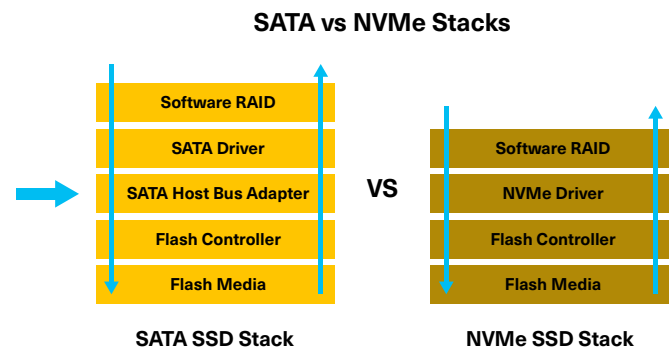 SATA vs NVMe Stacks
Software RAID
SATA Driver
SATA Host Bus Adapter
Flash Controller
Flash Media
SATA SSD Stack
VS
Software RAID
NVMe Driver
Flash Controller
Flash Media
NVMe SSD Stack